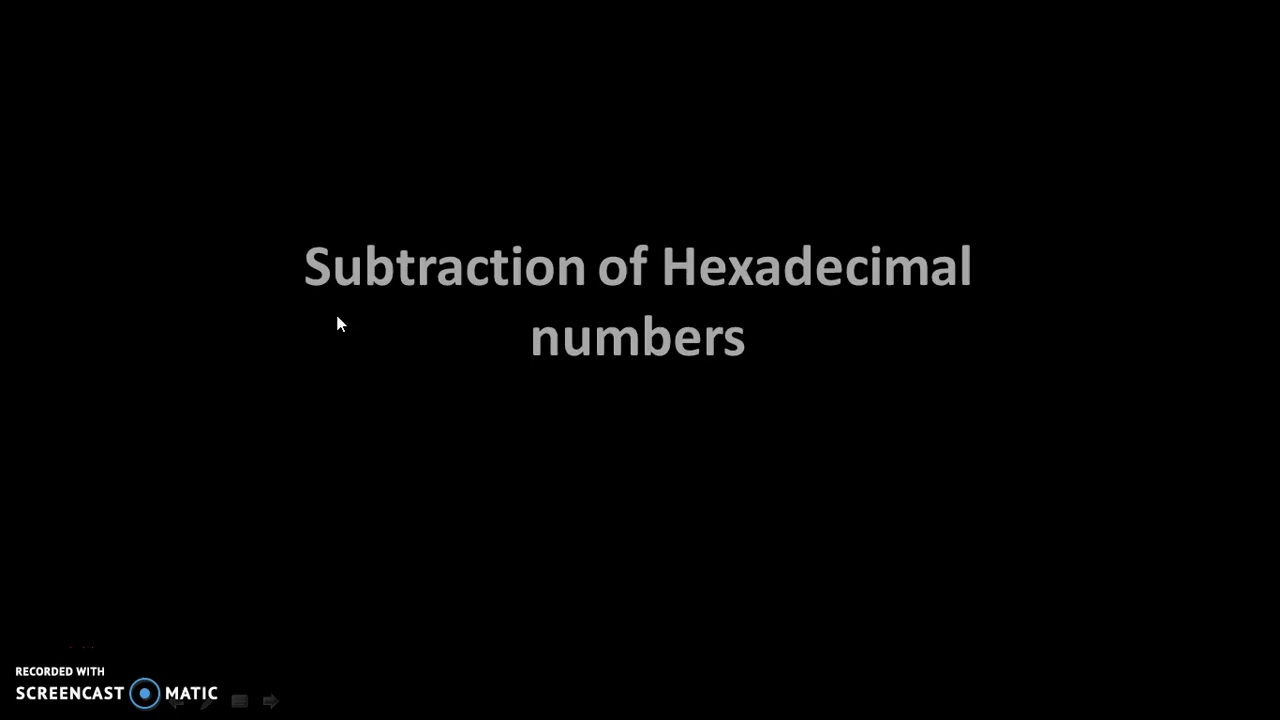 Subtraction of Hexadecimal
numbers
RECORDED WITH
SCREENCAST MATIC